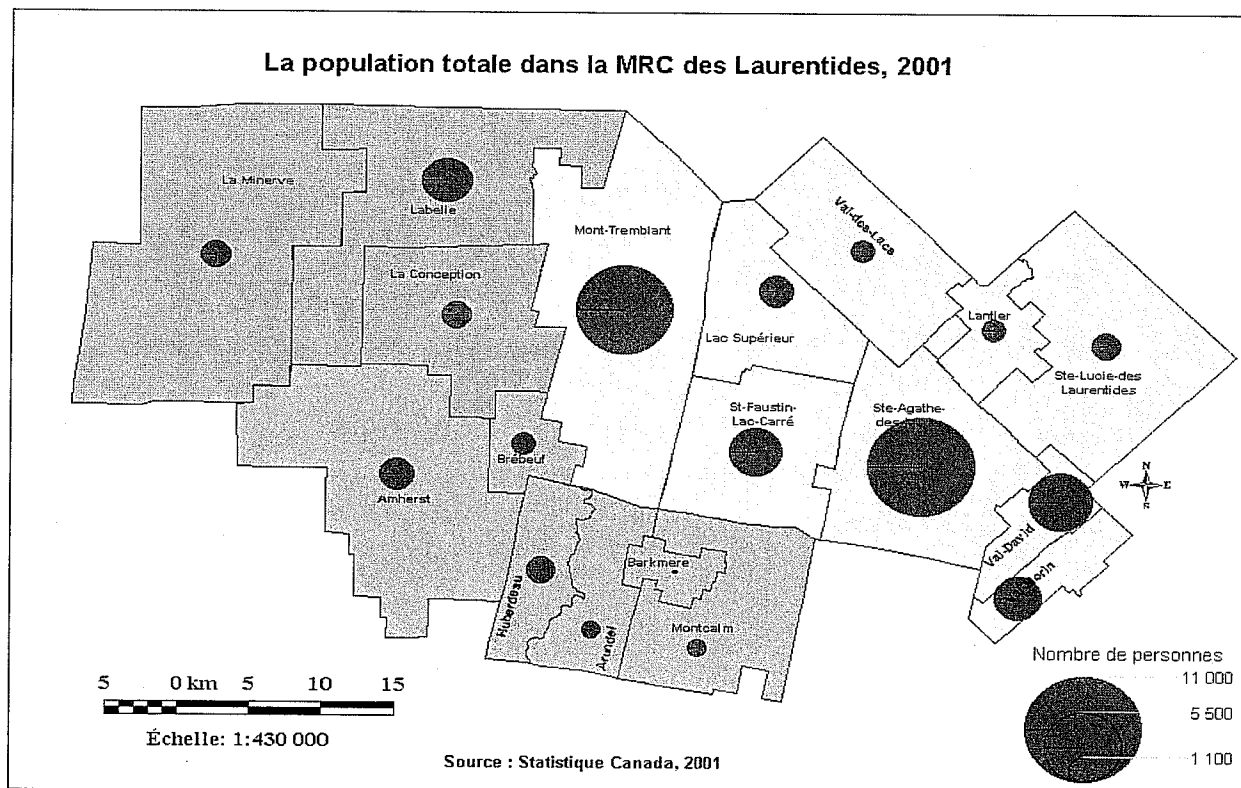 La population totale dans la MRC des Laurentides, 2001
La Minerve
Labelle
Mont-Tremblant
Val-des-Lacs
La Conception
Lac Supérieur
Lantier
Ste-Lucie-des
Laurentides
St-Faustin-
Lac-Carré
Ste-Agathe-
des-
Brébeuf
Amherst
N
W E
S
Val-David
Barkmere
Huberdeau
Arundel
Montcalm
Nombre de personnes
11 000
5 500
1 100
5 0 km 5 10 15
Échelle: 1:430 000
Source : Statistique Canada, 2001